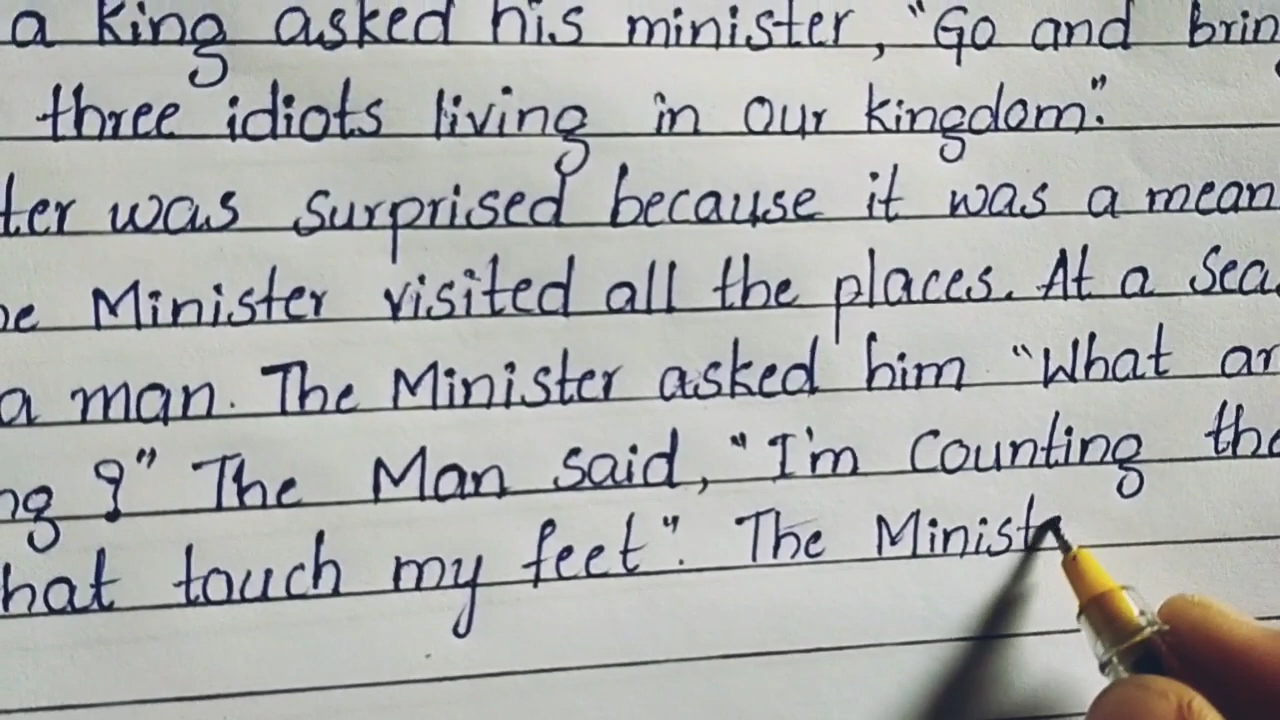 a king asked his minister, "Go and brin
three idiots living in our kingdom."
ter was surprised because it was a mean
he Minister visited all the places. At a Sea
a man. The Minister asked him "What ar
ng ?" The Man said, "I'm counting the
hat touch my feet". The Minist